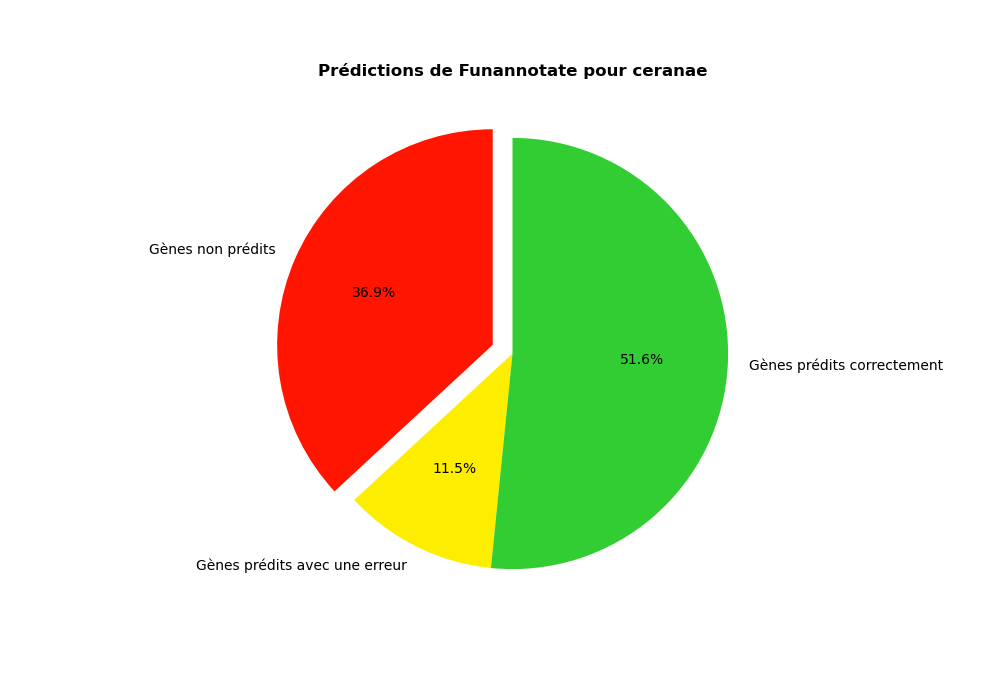 Prédictions de Funannotate pour ceranae
Gènes non prédits
36.9%
51.6%
Gènes prédits correctement
11.5%
Gènes prédits avec une erreur